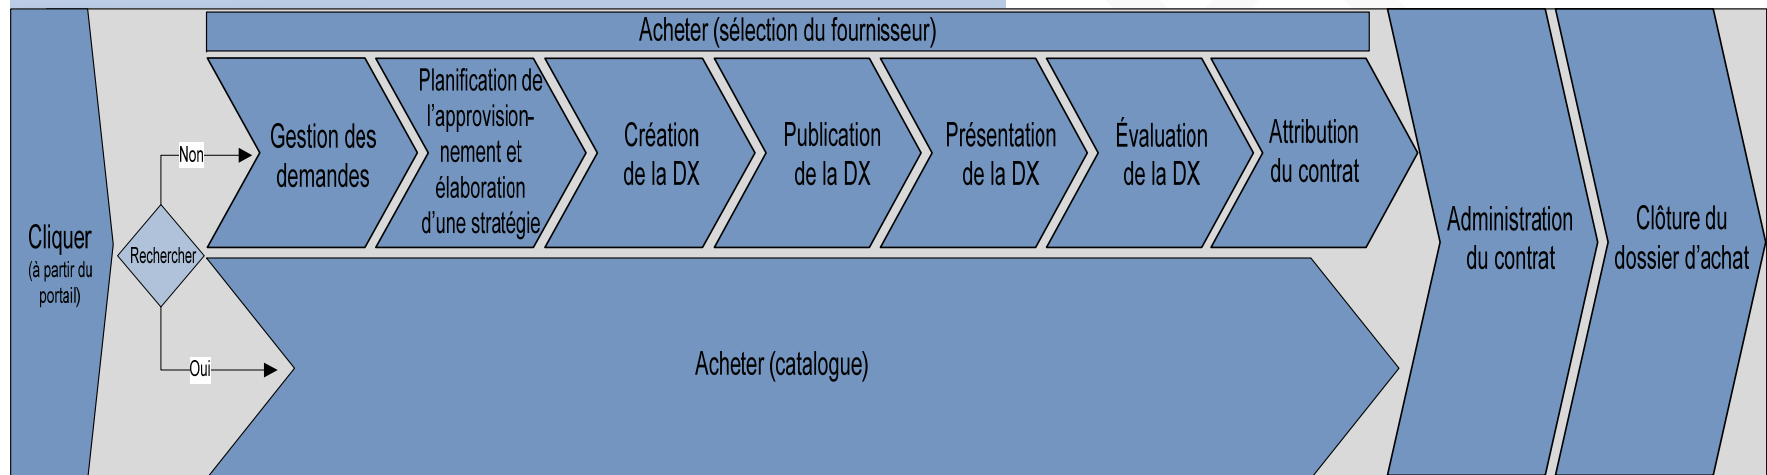 Acheter (sélection du fournisseur)
Cliquer
(à partir du
portail)
Rechercher
Non
Oui
Gestion des
demandes
Planification de
l'approvision-
nement et
élaboration
d'une stratégie
Création
de la DX
Publication
de la DX
Présentation
de la DX
Évaluation
de la DX
Attribution
du contrat
Acheter (catalogue)
Administration
du contrat
Clôture du
dossier d'achat